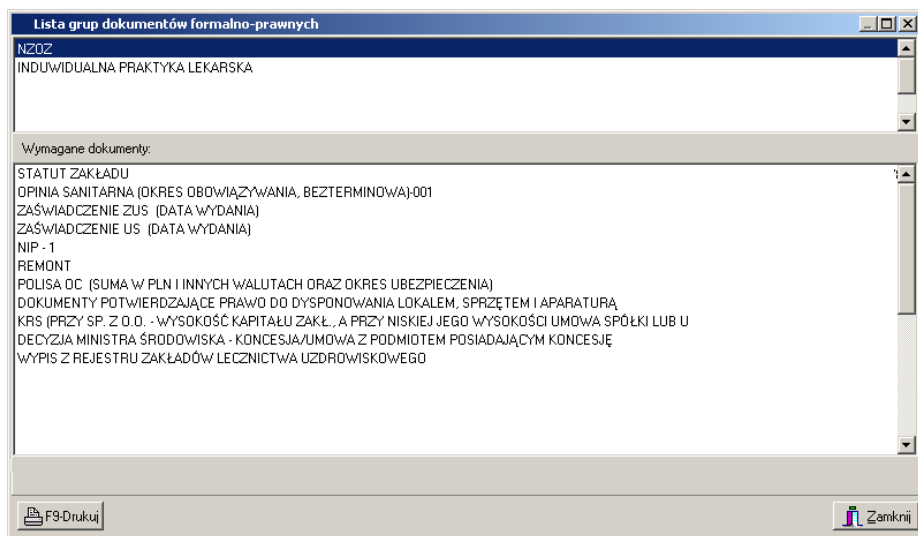 Lista grup dokumentów formalno-prawnych
NZOZ
INDUWIDUALNA PRAKTYKA LEKARSKA
Wymagane dokumenty:
STATUT ZAKŁADU
OPINIA SANITARNA (OKRES OBOWIĄZYWANIA, BEZTERMINOWA)-001
ZAŚWIADCZENIE ZUS (DATA WYDANIA)
ZAŚWIADCZENIE US (DATA WYDANIA)
NIP - 1
REMONT
POLISA OC (SUMA W PLN I INNYCH WALUTACH ORAZ OKRES UBEZPIECZENIA)
DOKUMENTY POTWIERDZAJĄCE PRAWO DO DYSPONOWANIA LOKALEM, SPRZĘTEM I APARATURĄ
KRS (PRZY SP. Z O.O. - WYSOKOŚĆ KAPITAŁU ZAKŁ., A PRZY NISKIEJ JEGO WYSOKOŚCI UMOWA SPÓŁKI LUB U
DECYZJA MINISTRA ŚRODOWISKA - KONCESJA/UMOWA Z PODMIOTEM POSIADAJĄCYM KONCESJĘ
WYPIS Z REJESTRU ZAKŁADÓW LECZNICTWA UZDROWISKOWEGO
F9-Drukuj
Zamknij